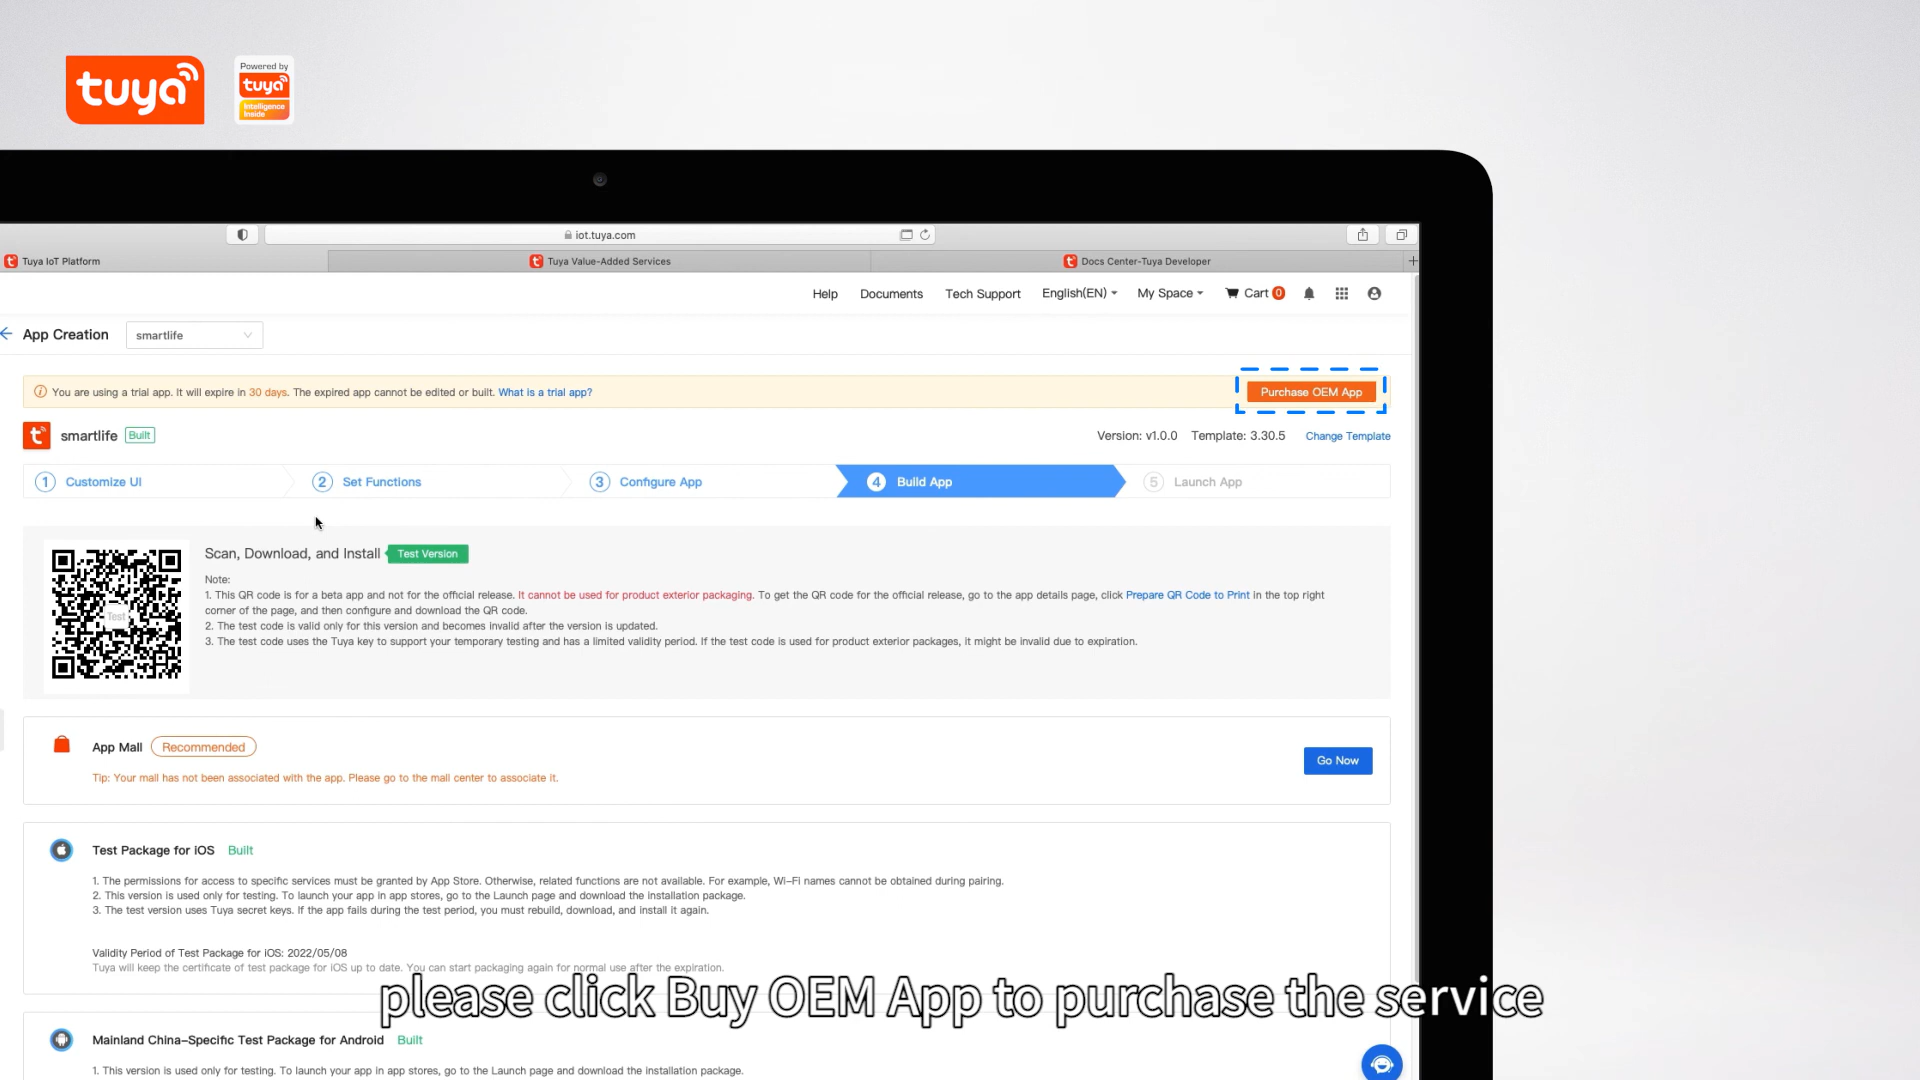 tuya
Powered by
tuya
Intelligence
Inside
iot.tuya.com
Tuya IoT Platform
Tuya Value-Added Services
Docs Center-Tuya Developer
Help
Documents
Tech Support
English(EN)
My Space
Cart 0
App Creation
smartlife
You are using a trial app. It will expire in 30 days. The expired app cannot be edited or built. What is a trial app?
Purchase OEM App
smartlife Built
Version: v1.0.0 Template: 3.30.5 Change Template
1 Customize UI
2 Set Functions
3 Configure App
4 Build App
5 Launch App
Test
Scan, Download, and Install Test Version
Note:
1. This QR code is for a beta app and not for the official release. It cannot be used for product exterior packaging. To get the QR code for the official release, go to the app details page, click Prepare QR Code to Print in the top right
corner of the page, and then configure and download the QR code.
2. The test code is valid only for this version and becomes invalid after the version is updated.
3. The test code uses the Tuya key to support your temporary testing and has a limited validity period. If the test code is used for product exterior packages, it might be invalid due to expiration.
App Mall Recommended
Tip: Your mall has not been associated with the app. Please go to the mall center to associate it.
Go Now
Test Package for iOS Built
1. The permissions for access to specific services must be granted by App Store. Otherwise, related functions are not available. For example, Wi-Fi names cannot be obtained during pairing.
2. This version is used only for testing. To launch your app in app stores, go to the Launch page and download the installation package.
3. The test version uses Tuya secret keys. If the app fails during the test period, you must rebuild, download, and install it again.
Validity Period of Test Package for iOS: 2022/05/08
Tuya will keep the certificate of test package for iOS up to date. You can start packaging again for normal use after the expiration.
please click Buy OEM App to purchase the service
Mainland China-Specific Test Package for Android Built
1. This version is used only for testing. To launch your app in app stores, go to the Launch page and download the installation package.